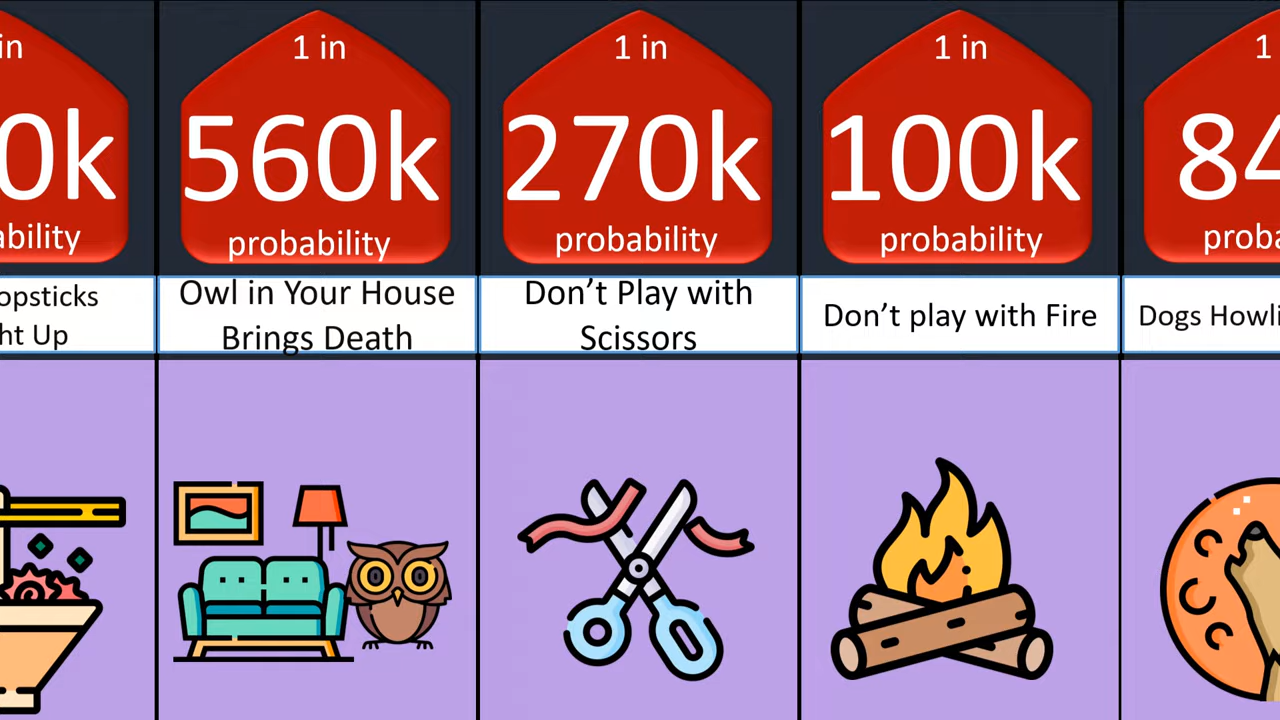 in
0k
ability
opsticks
ht Up
1 in
560k
probability
Owl in Your House
Brings Death
1 in
270k
probability
Don’t Play with
Scissors
1 in
100k
probability
Don’t play with Fire
1
84
proba
Dogs Howli